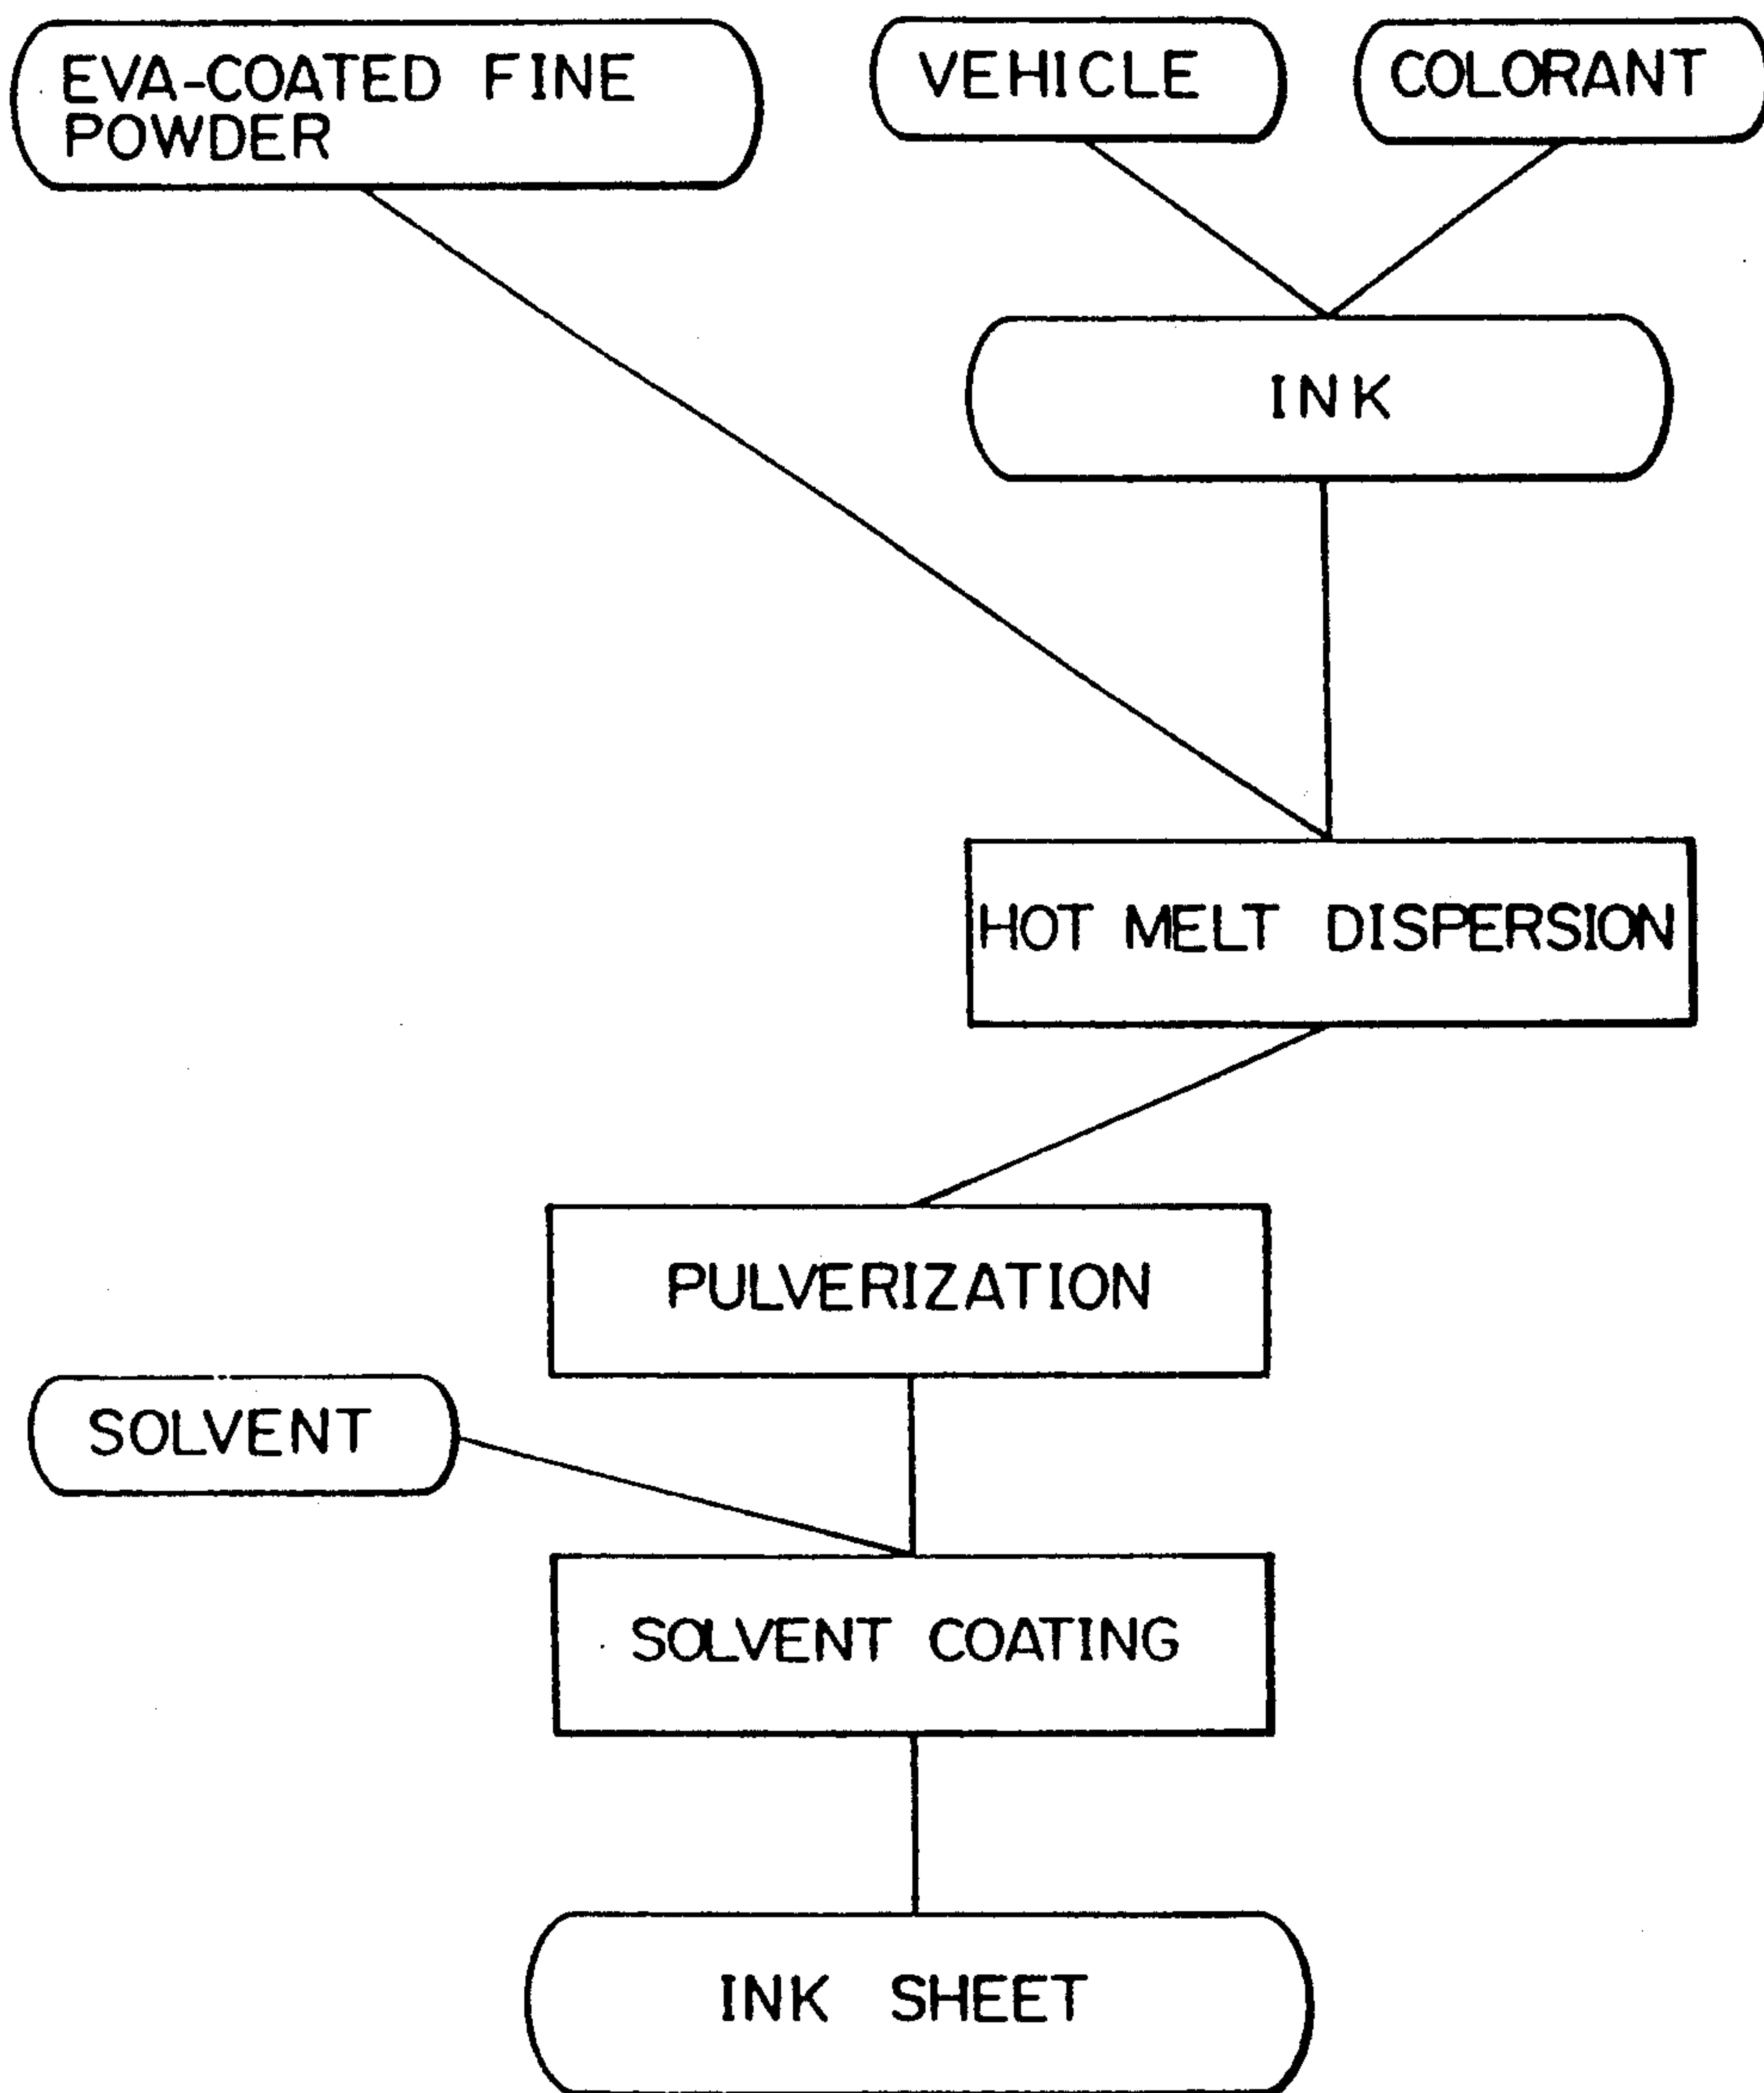 EVA-COATED FINE
POWDER
VEHICLE
COLORANT
INK
HOT MELT DISPERSION
PULVERIZATION
SOLVENT
SOLVENT COATING
INK SHEET